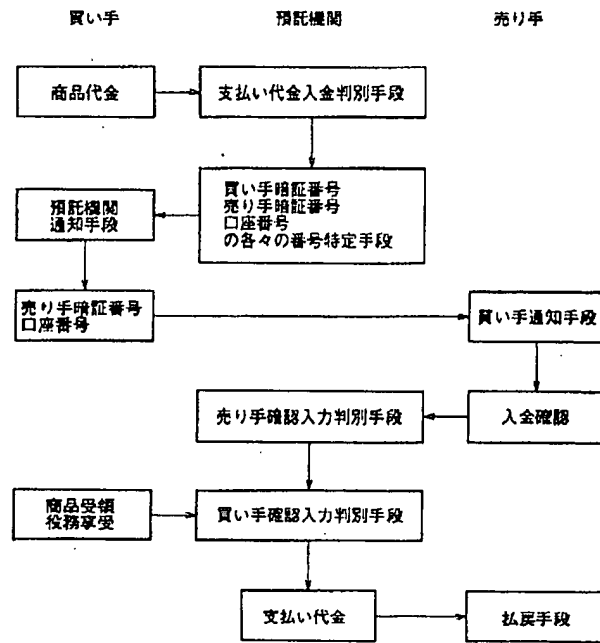 買い手
預託機関
売り手
商品代金
支払い代金入金判別手段
買い手暗証番号
売り手暗証番号
口座番号
の各々の番号特定手段
預託機関
通知手段
売り手暗証番号
口座番号
買い手通知手段
売り手確認入力判別手段
入金確認
商品受領
役務享受
買い手確認入力判別手段
支払い代金
払戻手段